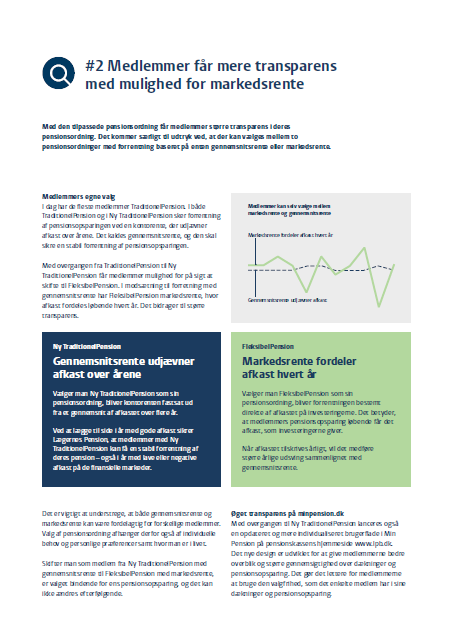 #2 Medlemmer får mere transparens
med mulighed for markedsrente
Med den tilpassede pensionsordning får medlemmer større transparens i deres
pensionsordning. Det kommer særligt til udtryk ved, at der kan vælges mellem to
pensionsordninger med forrentning baseret på enten gennemsnitsrente eller markedsrente.
Medlemmers egne valg
I dag har de fleste medlemmer TraditionelPension. I både
TraditionelPension og i Ny TraditionelPension sker forrentning
af pensionsopsparingen ved en kontorente, der udjævner
afkast over årene. Det kaldes gennemsnitsrente, og den skal
sikre en stabil forrentning af pensionsopsparingen.
Med overgangen fra TraditionelPension til Ny
TraditionelPension får medlemmer mulighed for på sigt at
skifte til FleksibelPension. I modsætning til forretning med
gennemsnitsrente har FleksibelPension markedsrente, hvor
afkast fordeles løbende hvert år. Det bidrager til større
transparens.
Medlemmer kan selv vælge mellem
markedsrente og gennemsnitsrente
Markedsrente fordeler afkast hvert år
Gennemsnitsrente udjævner afkast
Ny TraditionelPension
Gennemsnitsrente udjævner
afkast over årene
Vælger man Ny TraditionelPension som sin
pensionsordning, bliver kontorenten fastsat ud
fra et gennemsnit af afkastet over flere år.
Ved at lægge til side i år med gode afkast sikrer
Lægernes Pension, at medlemmer med Ny
TraditionelPension kan få en stabil forrentning af
deres pension – også i år med lave eller negative
afkast på de finansielle markeder.
FleksibelPension
Markedsrente fordeler
afkast hvert år
Vælger man FleksibelPension som sin
pensionsordning, bliver forrentningen bestemt
direkte af afkastet på investeringerne. Det betyder,
at medlemmers pensionsopsparing løbende får det
afkast, som investeringerne giver.
Når afkastet tilskrives årligt, vil det medføre
større årlige udsving sammenlignet med
gennemsnitsrente.
Det er vigtigt at understrege, at både gennemsnitsrente og
markedsrente kan være fordelagtig for forskellige medlemmer.
Valg af pensionsordning afhænger derfor også af individuelle
behov og personlige præferencer samt hvor man er i livet.
Skifter man som medlem fra Ny TraditionelPension med
gennemsnitsrente til FleksibelPension med markedsrente,
er valget bindende for ens pensionsopsparing, og det kan
ikke ændres efterfølgende.
Øget transparens på minpension.dk
Med overgangen til Ny TraditionelPension lanceres også
en opdateret og mere individualiseret brugerflade i Min
Pension på pensionskassens hjemmeside www.lpb.dk.
Det nye design er udviklet for at give medlemmerne bedre
overblik og større gennemsigtighed over dækninger og
pensionsopsparing. Det gør det lettere for medlemmerne
at bruge den valgfrihed, som det enkelte medlem har i sine
dækninger og pensionsopsparing.